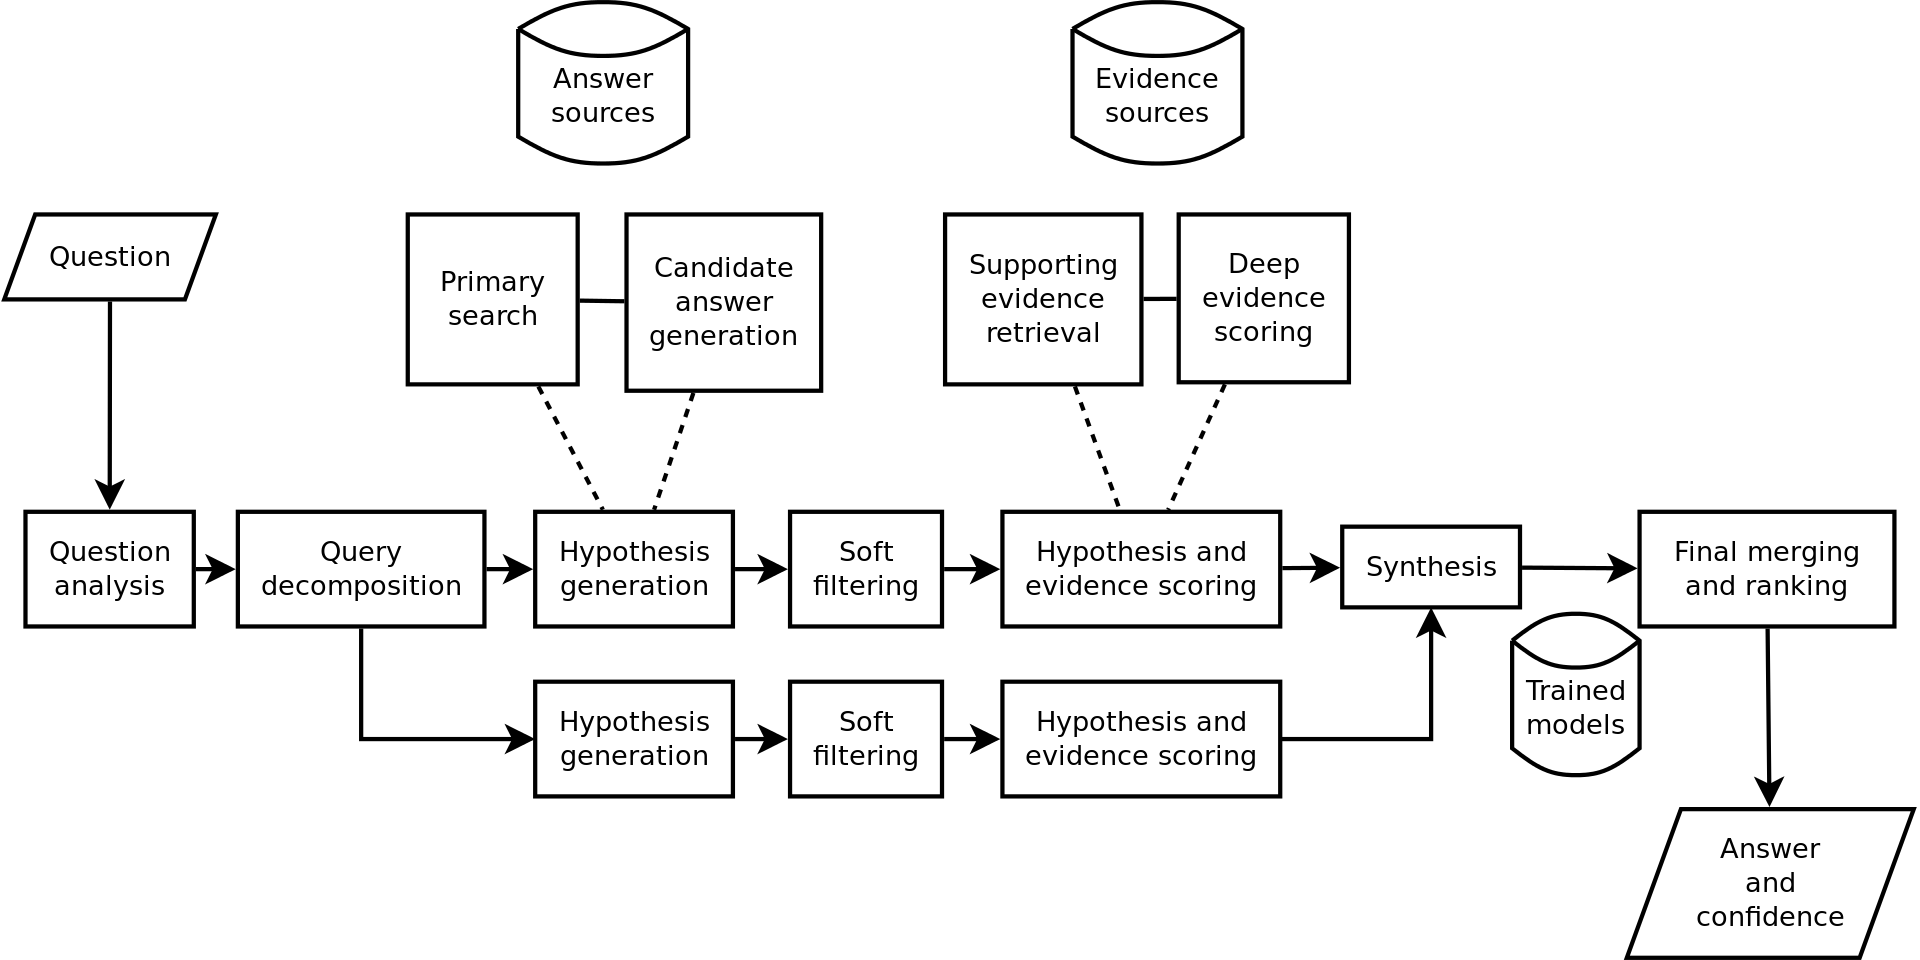 Answer
sources
Evidence
sources
Question
Primary
search
Candidate
answer
generation
Supporting
evidence
retrieval
Deep
evidence
scoring
Question
analysis
Query
decomposition
Hypothesis
generation
Soft
filtering
Hypothesis and
evidence scoring
Synthesis
Final merging
and ranking
Hypothesis
generation
Soft
filtering
Hypothesis and
evidence scoring
Trained
models
Answer
and
confidence